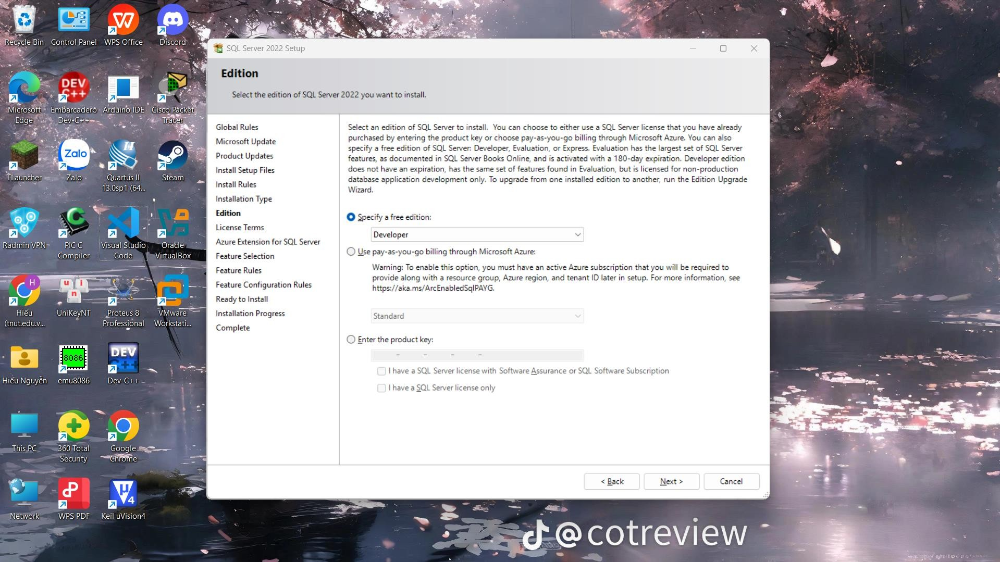 Recycle Bin
Control Panel
WPS Office
Discord
Microsoft
Edge
Embarcadero
Dev-C++
Arduino IDE
Cisco Packet
Tracer
TLauncher
Zalo
Quartus II
13.0sp1 (64...
Steam
Radmin VPN
PIC C
Compiler
Visual Studio
Code
Oracle
VirtualBox
Hiếu
(tnut.edu.v...
UniKeyNT
Proteus 8
Professional
VMware
Workstati...
Hiếu Nguyễn
emu8086
Dev-C++
This PC
360 Total
Security
Google
Chrome
Network
WPS PDF
Keil uVision4
DEV
C++
Zalo
II
H
u i
n
8086
DEV
C++
µ
V4
SQL Server 2022 Setup
Edition
Select the edition of SQL Server 2022 you want to install.
Global Rules
Microsoft Update
Product Updates
Install Setup Files
Install Rules
Installation Type
Edition
License Terms
Azure Extension for SQL Server
Feature Selection
Feature Rules
Feature Configuration Rules
Ready to Install
Installation Progress
Complete
Select an edition of SQL Server to install.  You can choose to either use a SQL Server license that you have already
purchased by entering the product key or choose pay-as-you-go billing through Microsoft Azure. You can also
specify a free edition of SQL Server: Developer, Evaluation, or Express. Evaluation has the largest set of SQL Server
features, as documented in SQL Server Books Online, and is activated with a 180-day expiration. Developer edition
does not have an expiration, has the same set of features found in Evaluation, but is licensed for non-production
database application development only. To upgrade from one installed edition to another, run the Edition Upgrade
Wizard.
Specify a free edition:
Developer
Use pay-as-you-go billing through Microsoft Azure:
Warning: To enable this option, you must have an active Azure subscription that you will be required to
provide along with a resource group, Azure region, and tenant ID later in setup. For more information, see
https://aka.ms/ArcEnabledSqlPAYG.
Standard
Enter the product key:
- - - -
I have a SQL Server license with Software Assurance or SQL Software Subscription
I have a SQL Server license only
< Back
Next >
Cancel
@cotreview